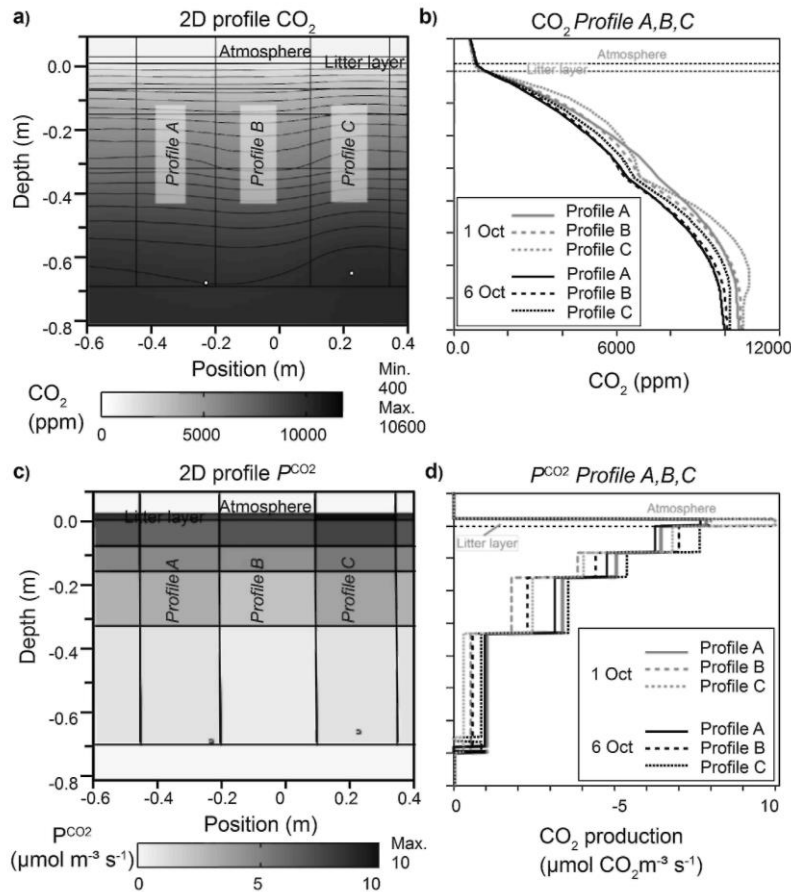 a) 2D profile CO2
Atmosphere
Litter layer
0.0
-0.2
-0.4
-0.6
-0.8
Depth (m)
Profile A
Profile B
Profile C
-0.6 -0.4 -0.2 0 0.2 0.4
Position (m)
CO2
(ppm)
0 5000 10000
Min.
400
Max.
10600
b) CO2 Profile A,B,C
Atmosphere
Litter layer
1 Oct
Profile A
Profile B
Profile C
6 Oct
Profile A
Profile B
Profile C
0.0 6000 12000
CO2 (ppm)
c) 2D profile PCO2
Atmosphere
Litter layer
0.0
-0.2
-0.4
-0.6
-0.8
Depth (m)
Profile A
Profile B
Profile C
-0.6 -0.4 -0.2 0 0.2 0.4
Position (m)
PCO2
(μmol m-3 s-1)
0 5 10
Max.
10
d) PCO2 Profile A,B,C
Atmosphere
Litter layer
1 Oct
Profile A
Profile B
Profile C
6 Oct
Profile A
Profile B
Profile C
0 -5 10
CO2 production
(μmol CO2m-3 s-1)